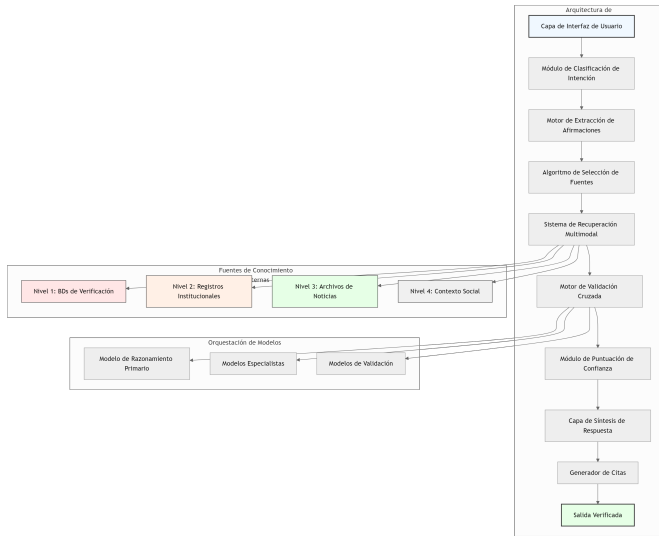 Arquitectura de
Capa de Interfaz de Usuario
Módulo de Clasificación de
Intención
Motor de Extracción de
Afirmaciones
Algoritmo de Selección de
Fuentes
Sistema de Recuperación
Multimodal
Fuentes de Conocimiento
ternas
Nivel 1: BDs de Verificación
Nivel 2: Registros
Institucionales
Nivel 3: Archivos de
Noticias
Nivel 4: Contexto Social
Motor de Validación
Cruzada
Orquestación de Modelos
Modelo de Razonamiento
Primario
Modelos Especialistas
Modelos de Validación
Módulo de Puntuación de
Confianza
Capa de Síntesis de
Respuesta
Generador de Citas
Salida Verificada